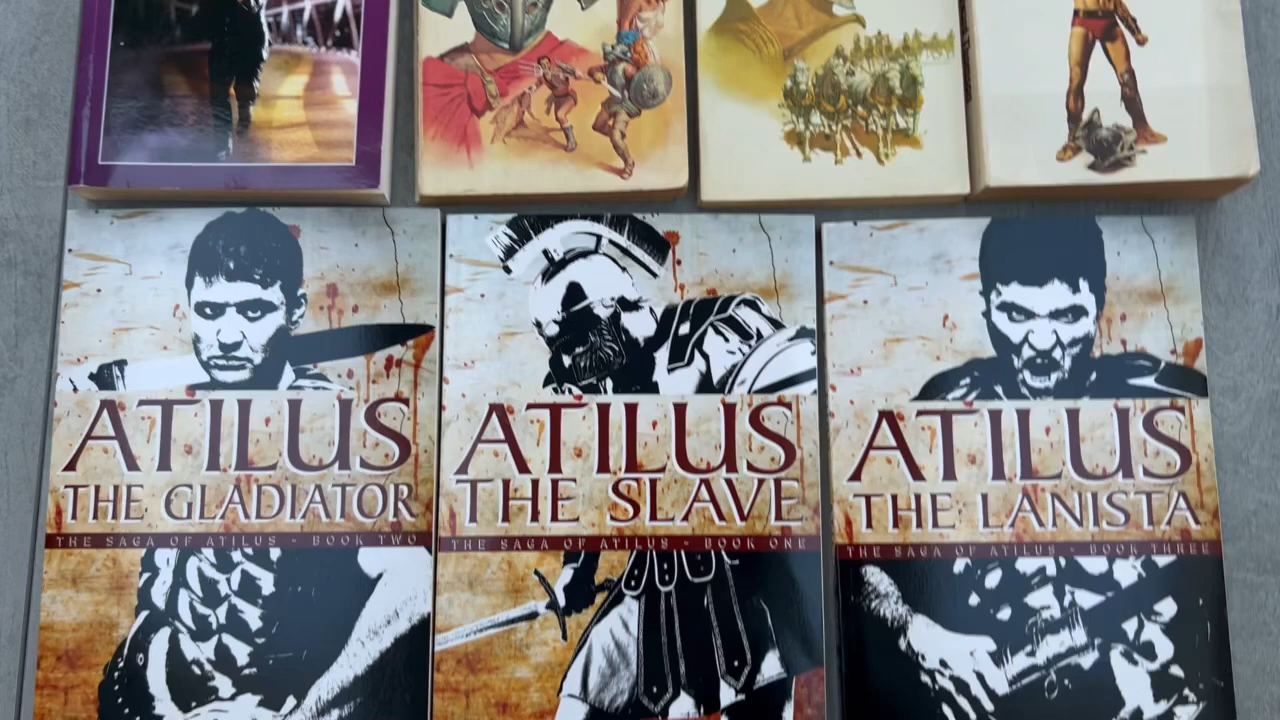 ATILUS
THE GLADIATOR
THE SAGA OF ATILUS - BOOK TWO
ATILUS
THE SLAVE
THE SAGA OF ATILUS - BOOK ONE
ATILUS
THE LANISTA
THE SAGA OF ATILUS - BOOK THREE